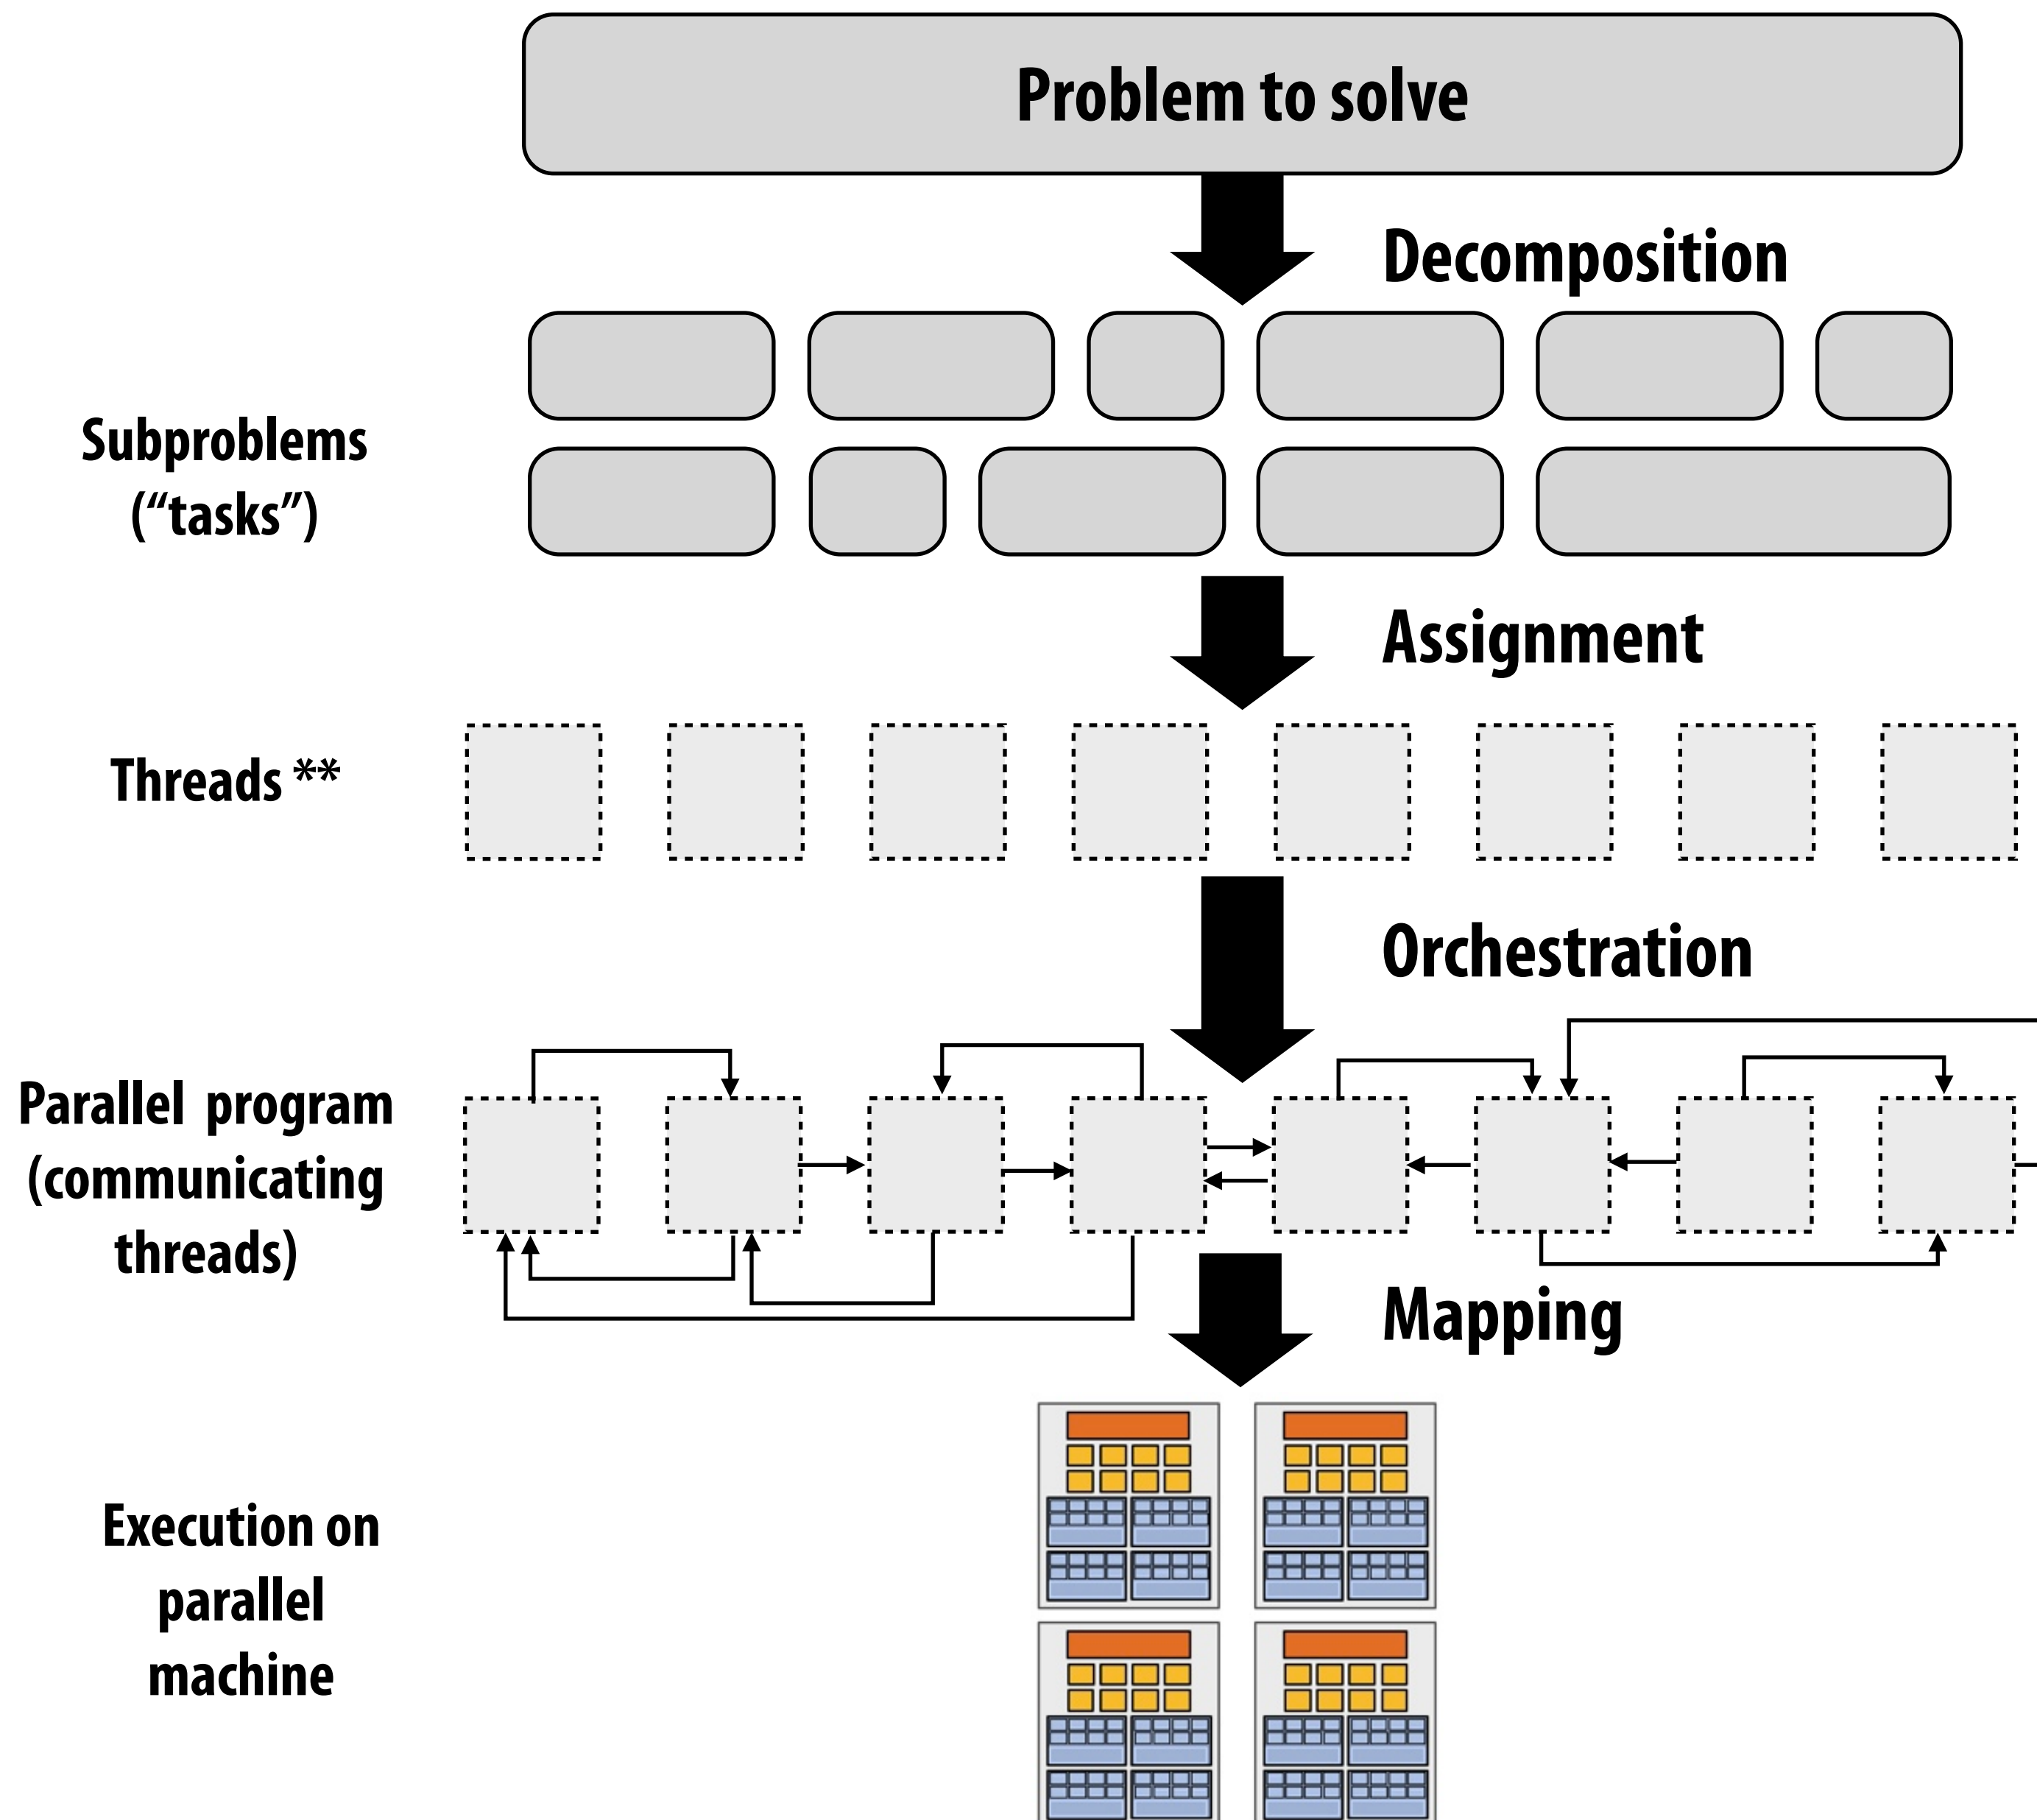 Problem to solve
Decomposition
Subproblems
(“tasks”)
Assignment
Threads **
Orchestration
Parallel program
(communicating
threads)
Mapping
Execution on
parallel
machine